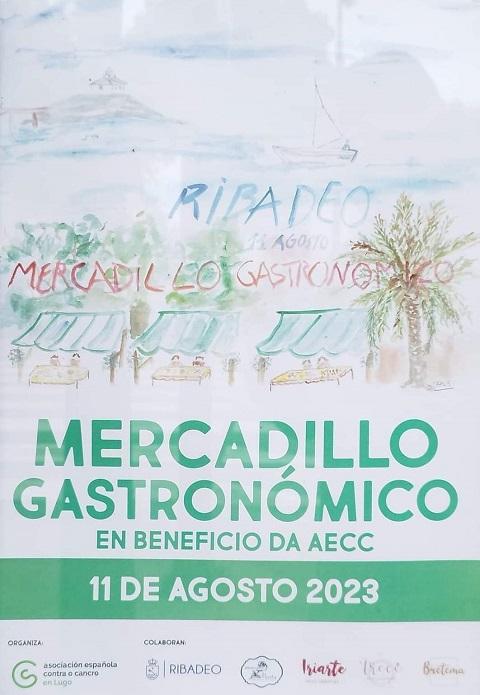 RIBADEO
11 AGOSTO
MERCADILLO GASTRONÓMICO
MERCADILLO
GASTRONÓMICO
EN BENEFICIO DA AECC
11 DE AGOSTO 2023
ORGANIZA:
COLABORAN:
asociación española
contra o cancro
en Lugo
RIBADEO
Iriarte
Bretema